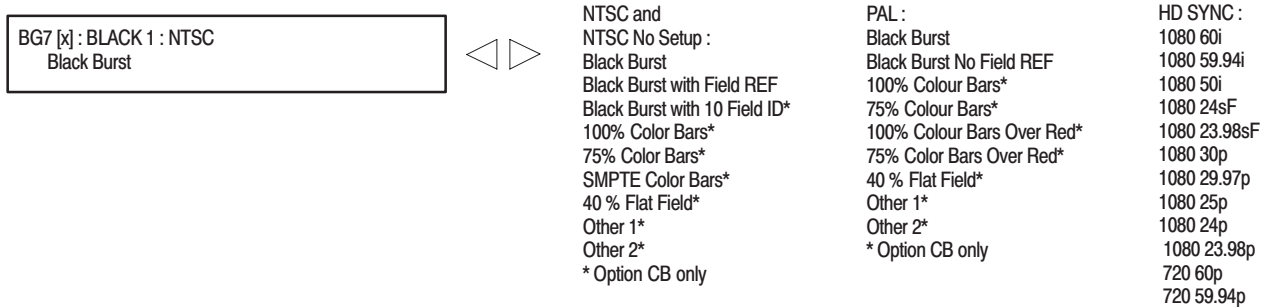 BG7 [x] : BLACK 1 : NTSC
Black Burst
NTSC and
NTSC No Setup :
Black Burst
Black Burst with Field REF
Black Burst with 10 Field ID*
100% Color Bars*
75% Color Bars*
SMPTE Color Bars*
40 % Flat Field*
Other 1*
Other 2*
* Option CB only
PAL :
Black Burst
Black Burst No Field REF
100% Colour Bars*
75% Colour Bars*
100% Colour Bars Over Red*
75% Color Bars Over Red*
40 % Flat Field*
Other 1*
Other 2*
* Option CB only
HD SYNC :
1080 60i
1080 59.94i
1080 50i
1080 24sF
1080 23.98sF
1080 30p
1080 29.97p
1080 25p
1080 24p
1080 23.98p
720 60p
720 59.94p